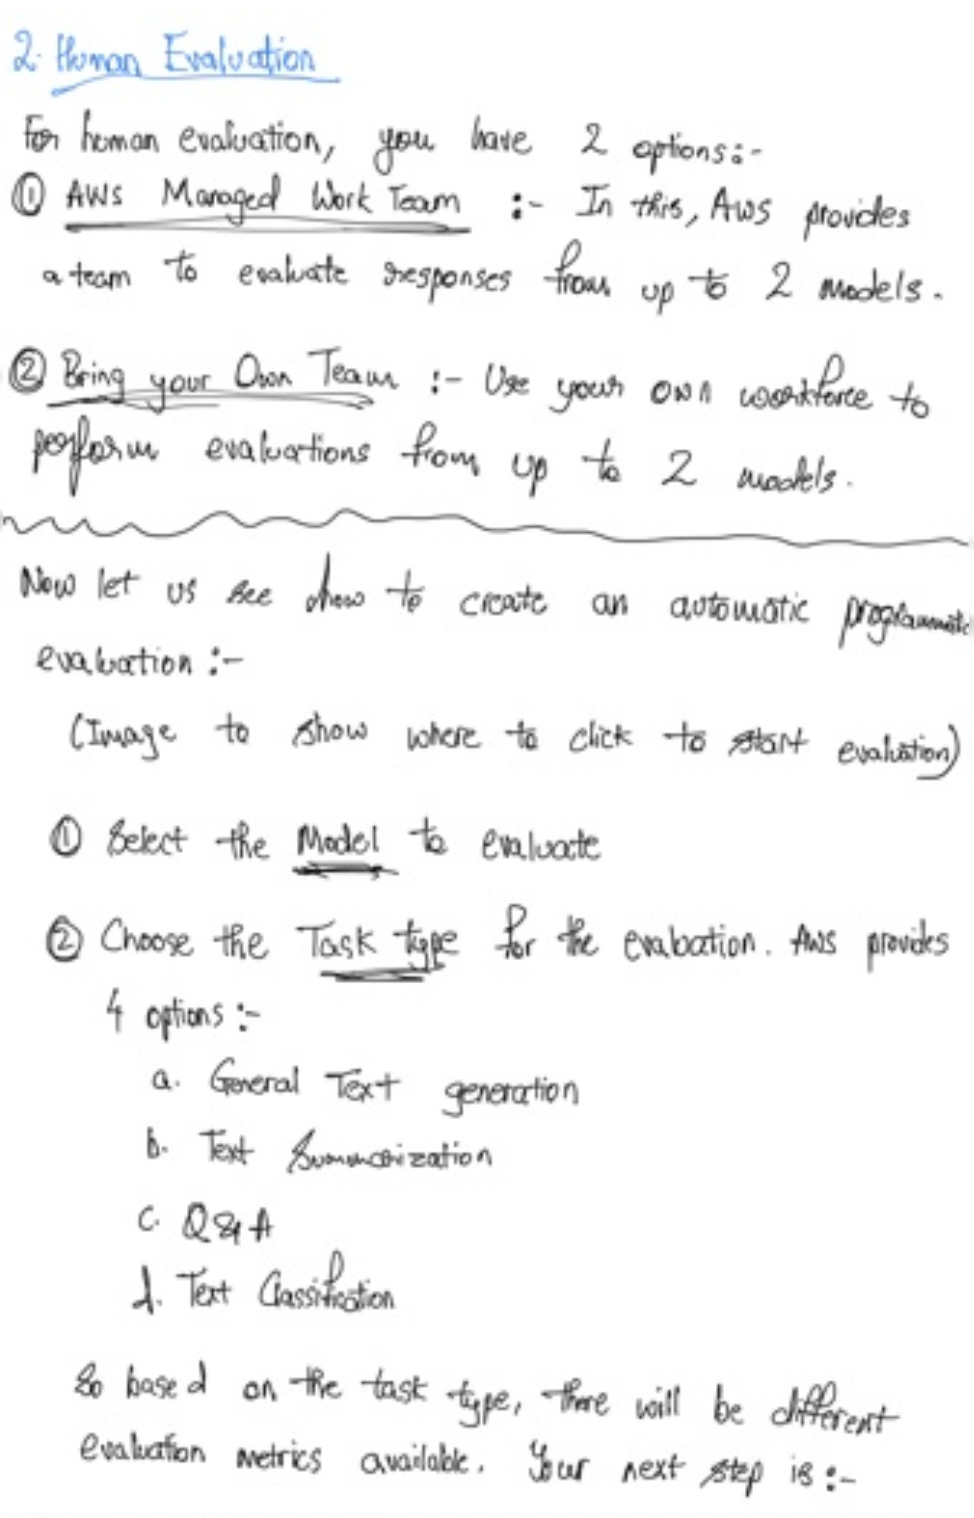 2. Human Evaluation
For human evaluation, you have 2 options:-
① AWS Managed Work Team :- In this, AWS provides
a team to evaluate responses from up to 2 models.
② Bring your Own Team :- Use your own workforce to
perform evaluations from up to 2 models.
Now let us see how to create an automatic programmatic
evaluation :-
(Image to show where to click to start evaluation)
① Select the Model to evaluate
② Choose the Task type for the evaluation. AWS provides
4 options :-
a. General Text generation
b. Text Summarization
c. Q & A
d. Text Classification
So based on the task type, there will be different
evaluation metrics available. Your next step is :-